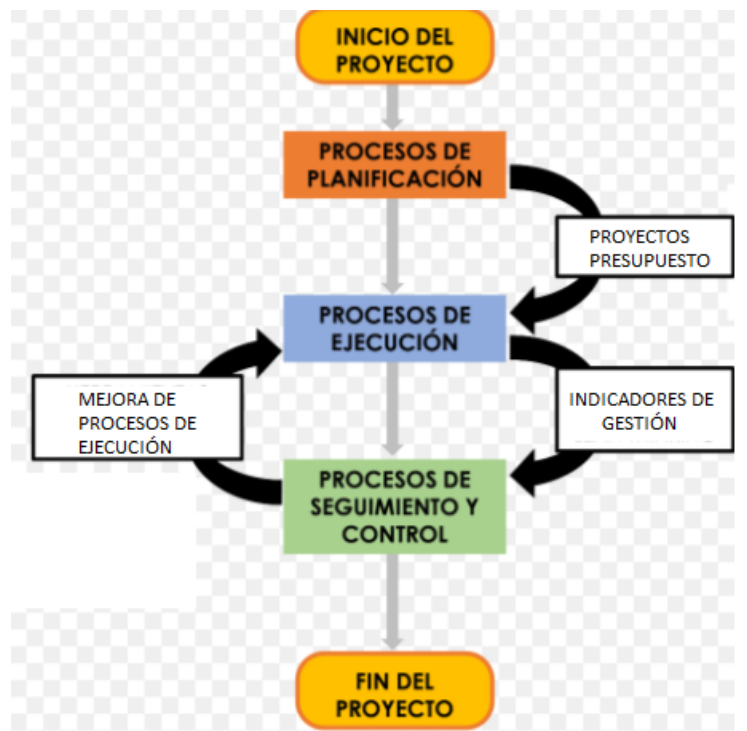 INICIO DEL
PROYECTO
PROCESOS DE
PLANIFICACIÓN
PROYECTOS
PRESUPUESTO
PROCESOS DE
EJECUCIÓN
MEJORA DE
PROCESOS DE
EJECUCIÓN
INDICADORES DE
GESTIÓN
PROCESOS DE
SEGUIMIENTO Y
CONTROL
FIN DEL
PROYECTO